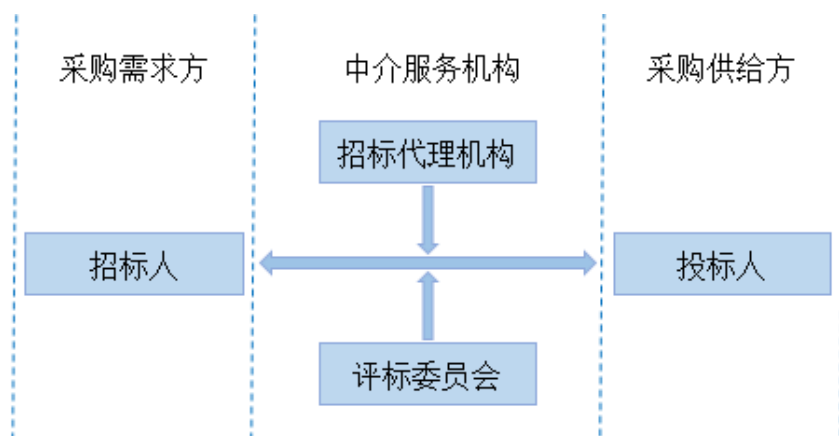 采购需求方
中介服务机构
采购供给方
招标代理机构
招标人
投标人
评标委员会